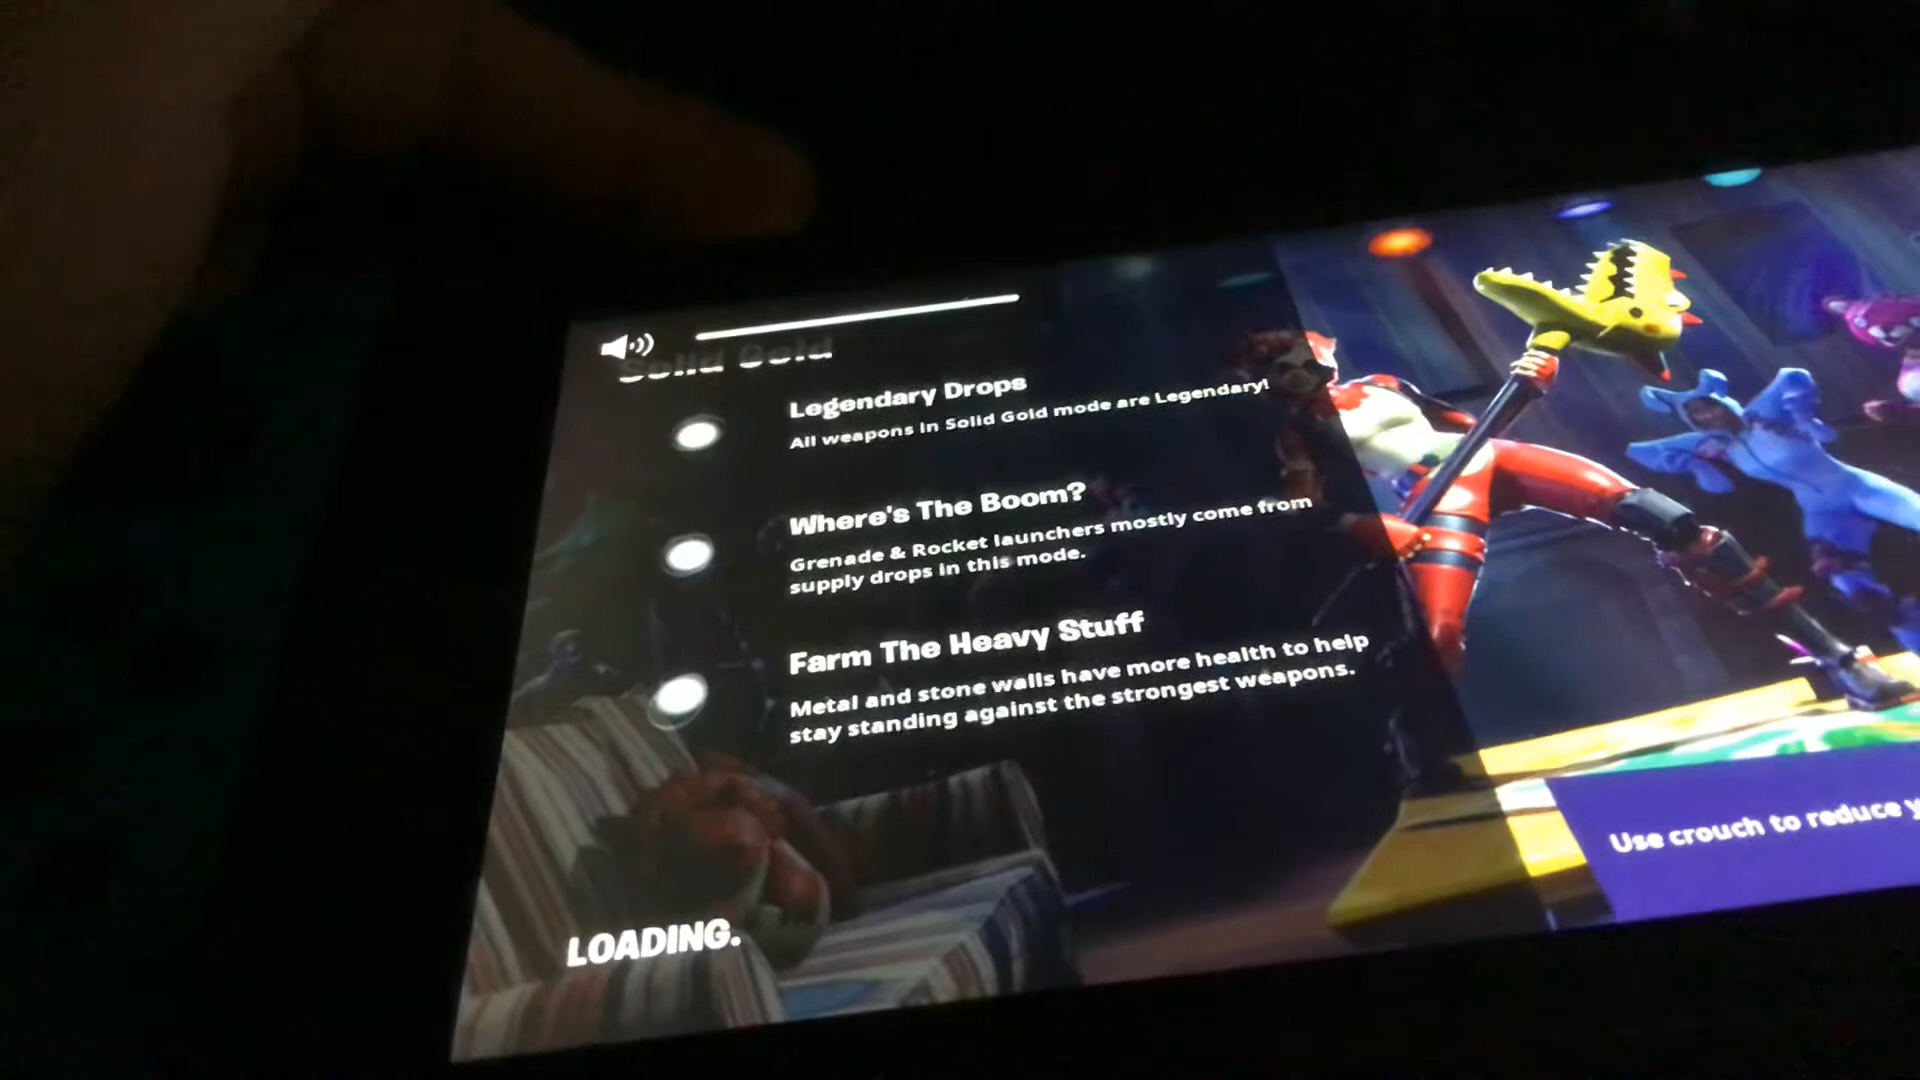 Solid Gold
Legendary Drops
All weapons in Solid Gold mode are Legendary!
Where's The Boom?
Grenade & Rocket launchers mostly come from
supply drops in this mode.
Farm The Heavy Stuff
Metal and stone walls have more health to help
stay standing against the strongest weapons.
LOADING.
Use crouch to reduce